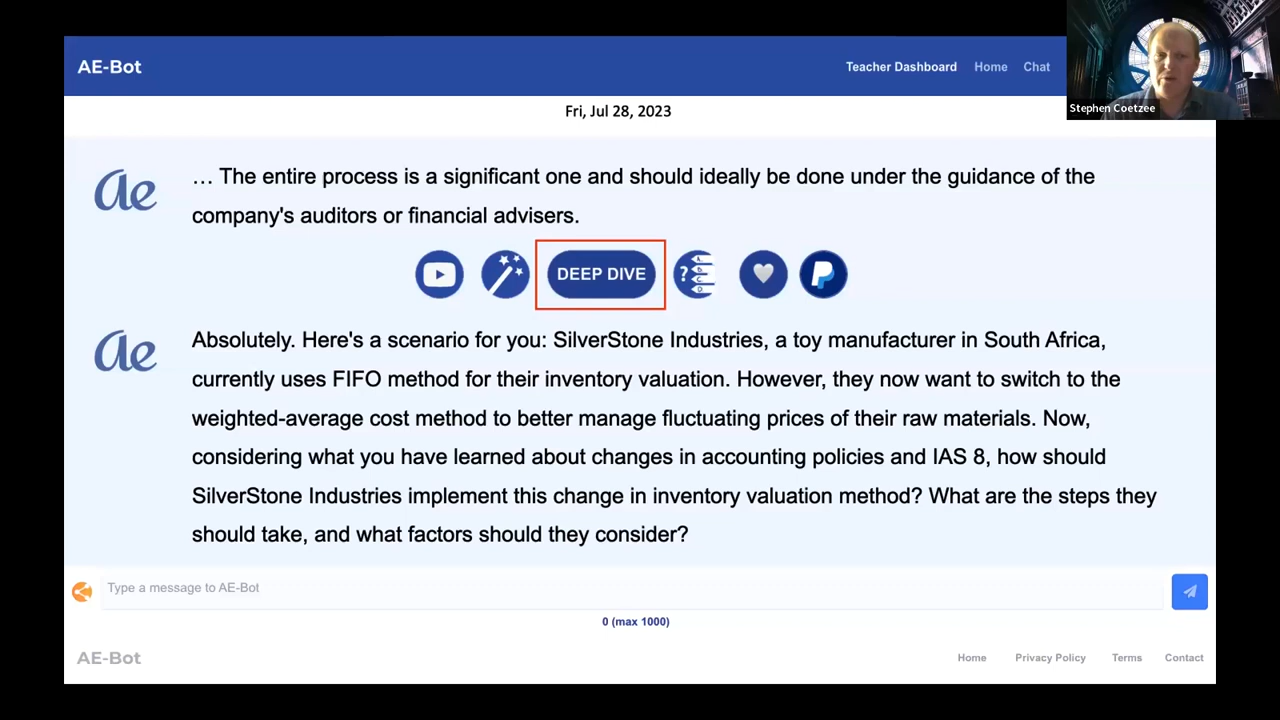 AE-Bot
Teacher Dashboard Home Chat
Stephen Coetzee
Fri, Jul 28, 2023
ae
… The entire process is a significant one and should ideally be done under the guidance of the
company's auditors or financial advisers.
DEEP DIVE
?
A
B
C
D
ae
Absolutely. Here's a scenario for you: SilverStone Industries, a toy manufacturer in South Africa,
currently uses FIFO method for their inventory valuation. However, they now want to switch to the
weighted-average cost method to better manage fluctuating prices of their raw materials. Now,
considering what you have learned about changes in accounting policies and IAS 8, how should
SilverStone Industries implement this change in inventory valuation method? What are the steps they
should take, and what factors should they consider?
Type a message to AE-Bot
0 (max 1000)
AE-Bot
Home Privacy Policy Terms Contact